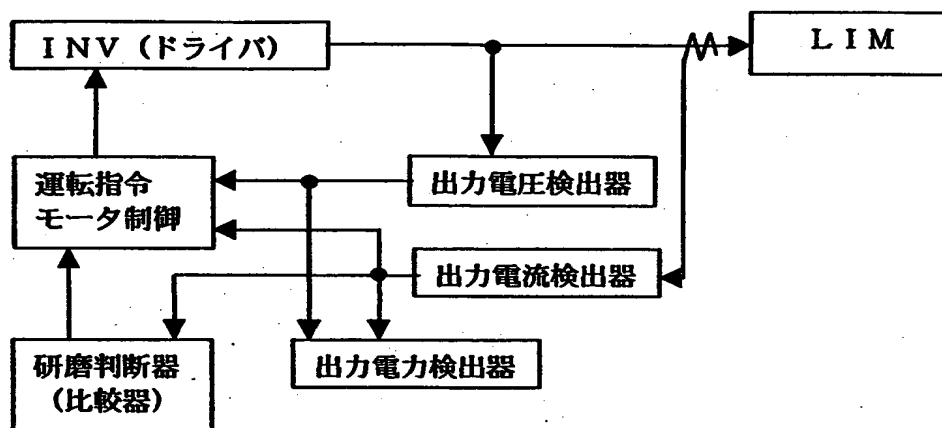 INV（ドライバ）
LIM
運転指令
モータ制御
出力電圧検出器
出力電流検出器
研磨判断器
（比較器）
出力電力検出器